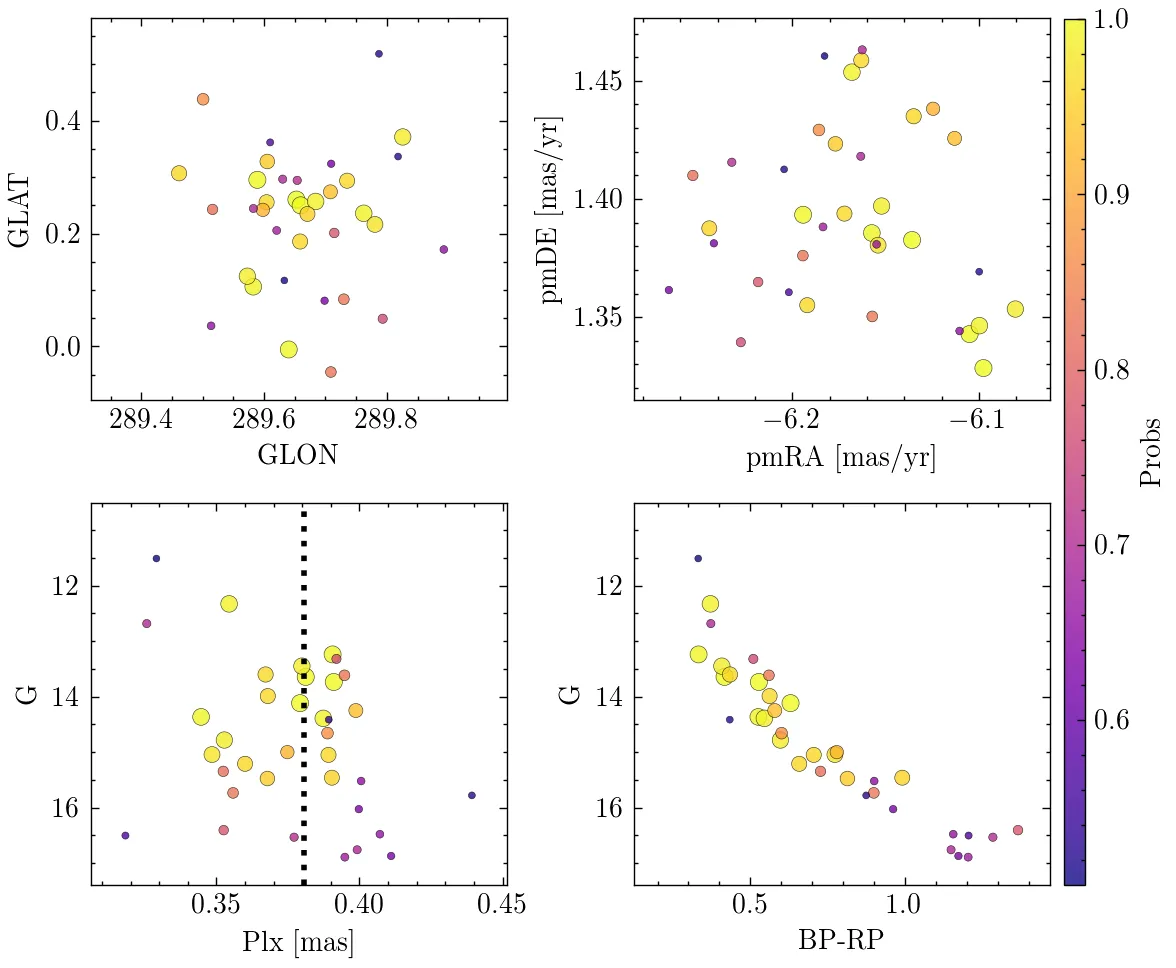 GLAT
0.4
0.2
0.0
289.4 289.6 289.8
GLON
pmDE [mas/yr]
1.45
1.40
1.35
−6.2 −6.1
pmRA [mas/yr]
G
12
14
16
0.35 0.40 0.45
Plx [mas]
G
12
14
16
0.5 1.0
BP-RP
1.0
0.9
0.8
0.7
0.6
Probs